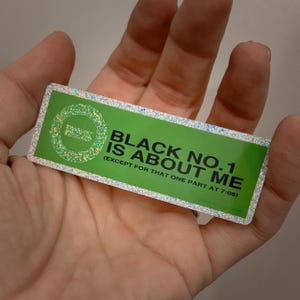 BLACK NO.1
IS ABOUT ME
(EXCEPT FOR THAT ONE PART AT 7:08)